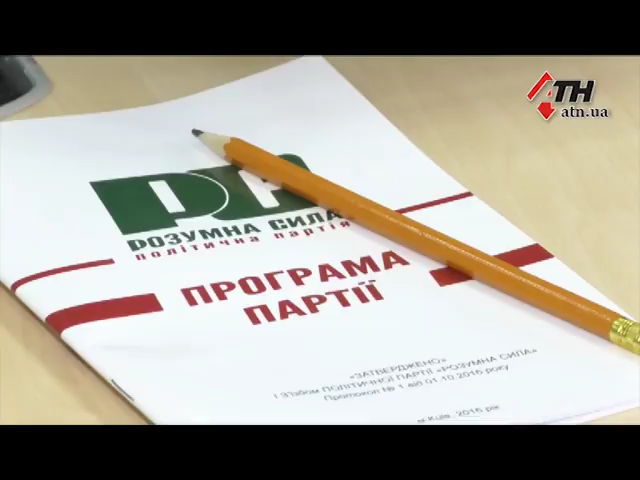 АТН
atn.ua
РОЗУМНА СИЛА
політична партія
ПРОГРАМА
ПАРТІЇ
«ЗАТВЕРДЖЕНО»
І З'їздом ПОЛІТИЧНОЇ ПАРТІЇ «РОЗУМНА СИЛА»
Протокол № 1 від 01.10.2016 року
м.Київ, 2016 рік